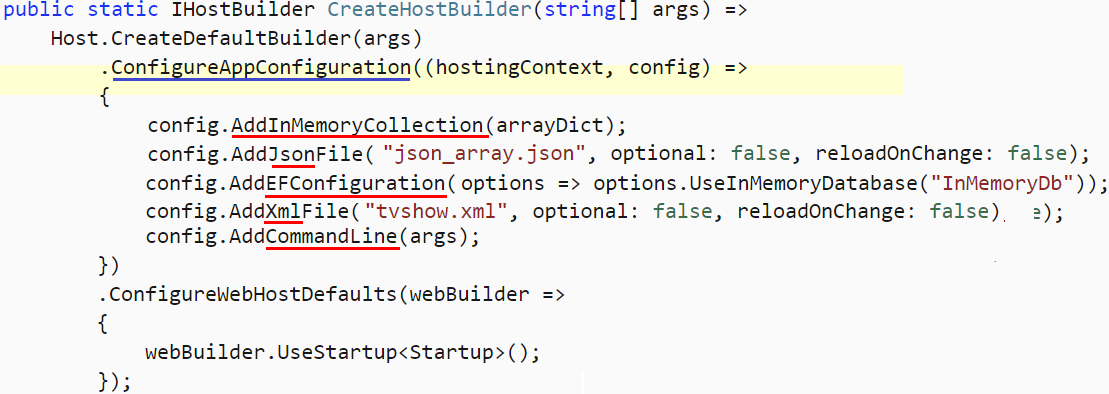 public static IHostBuilder CreateHostBuilder(string[] args) =>
Host.CreateDefaultBuilder(args)
.ConfigureAppConfiguration((hostingContext, config) =>
{
config.AddInMemoryCollection(arrayDict);
config.AddJsonFile( "json_array.json", optional: false, reloadOnChange: false);
config.AddEFConfiguration( options => options.UseInMemoryDatabase("InMemoryDb"));
config.AddXmlFile("tvshow.xml", optional: false, reloadOnChange: false) e);
config.AddCommandLine(args);
})
.ConfigureWebHostDefaults(webBuilder =>
{
webBuilder.UseStartup<Startup>();
});